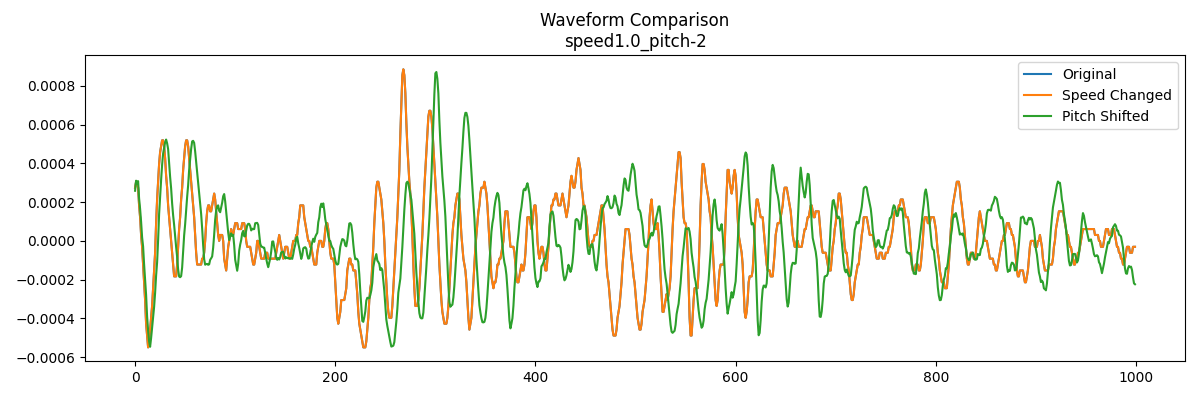 Waveform Comparison
speed1.0_pitch-2
Original
Speed Changed
Pitch Shifted
0.0008
0.0006
0.0004
0.0002
0.0000
−0.0002
−0.0004
−0.0006
0 200 400 600 800 1000